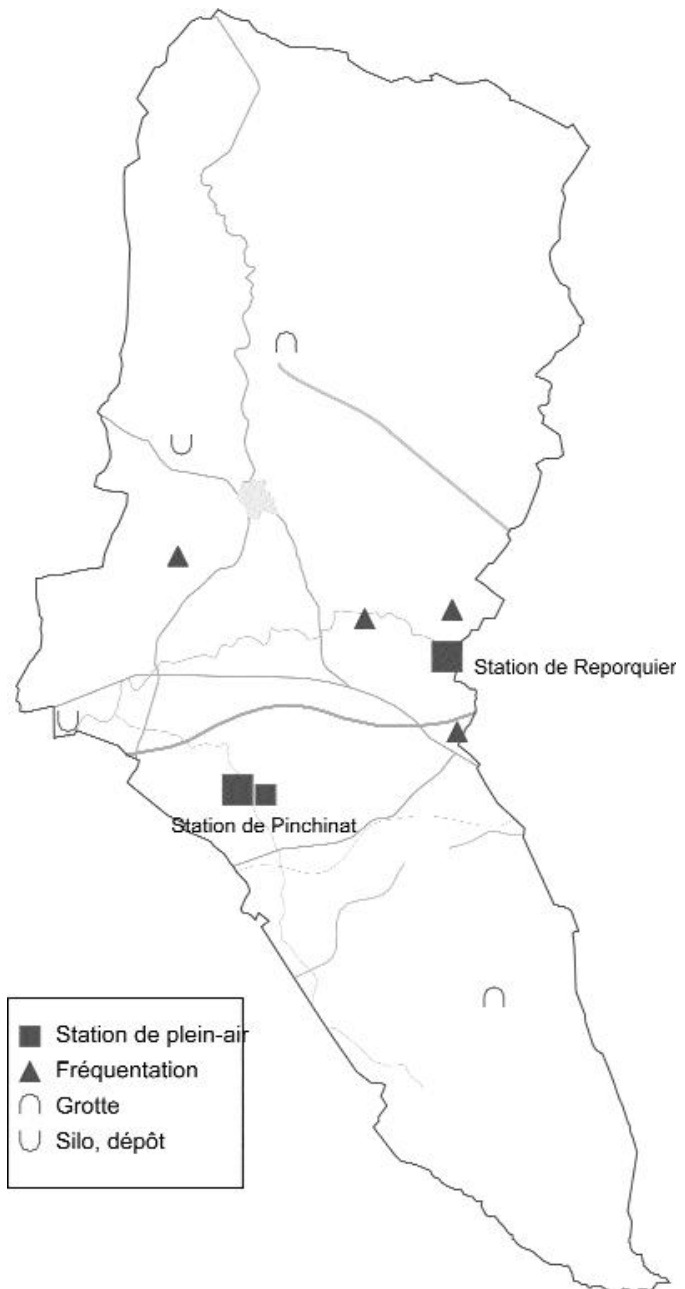 Station de Reporquier
Station de Pinchinat
Station de plein-air
Fréquentation
Grotte
Silo, dépôt